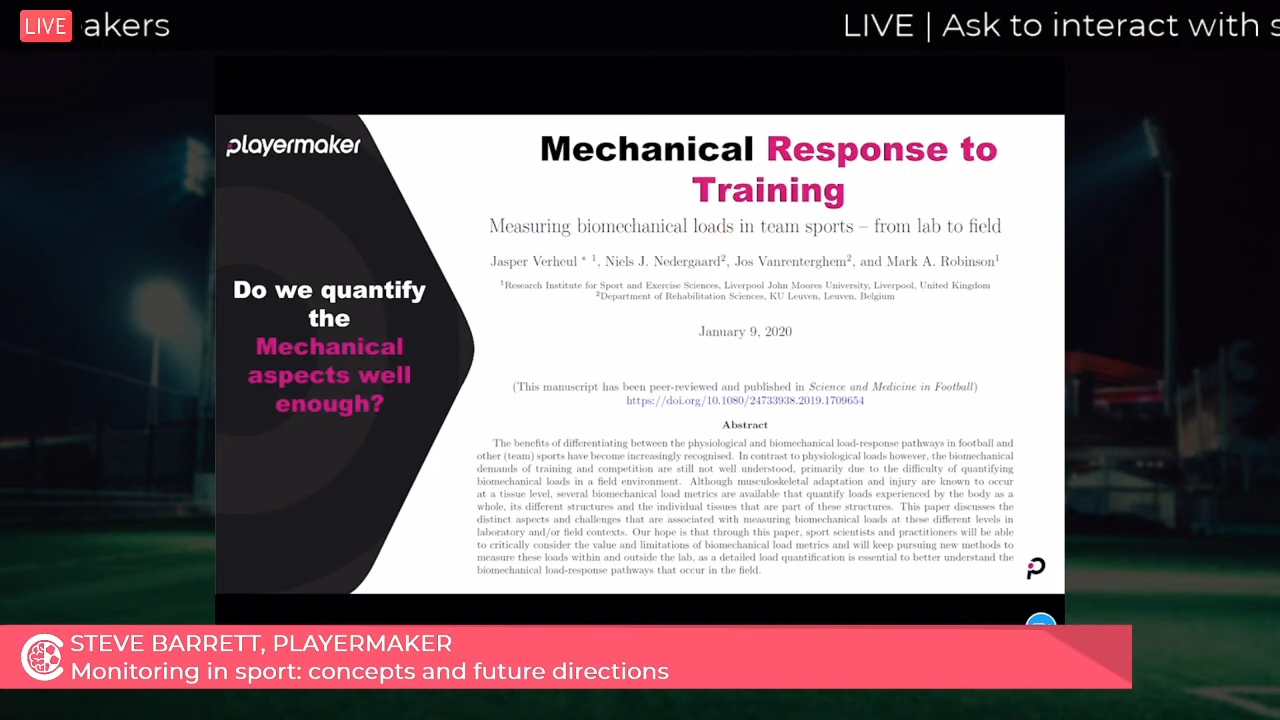 LIVE
akers
LIVE | Ask to interact with s
playermaker
Do we quantify
the
Mechanical
aspects well
enough?
Mechanical Response to
Training
Measuring biomechanical loads in team sports – from lab to field
Jasper Verheul * 1, Niels J. Nedergaard2, Jos Vanrenterghem2, and Mark A. Robinson1
1Research Institute for Sport and Exercise Sciences, Liverpool John Moores University, Liverpool, United Kingdom
2Department of Rehabilitation Sciences, KU Leuven, Leuven, Belgium
January 9, 2020
(This manuscript has been peer-reviewed and published in Science and Medicine in Football)
https://doi.org/10.1080/24733938.2019.1709654
Abstract
The benefits of differentiating between the physiological and biomechanical load-response pathways in football and
other (team) sports have become increasingly recognised. In contrast to physiological loads however, the biomechanical
demands of training and competition are still not well understood, primarily due to the difficulty of quantifying
biomechanical loads in a field environment. Although musculoskeletal adaptation and injury are known to occur
at a tissue level, several biomechanical load metrics are available that quantify loads experienced by the body as a
whole, its different structures and the individual tissues that are part of these structures. This paper discusses the
distinct aspects and challenges that are associated with measuring biomechanical loads at these different levels in
laboratory and/or field contexts. Our hope is that through this paper, sport scientists and practitioners will be able
to critically consider the value and limitations of biomechanical load metrics and will keep pursuing new methods to
measure these loads within and outside the lab, as a detailed load quantification is essential to better understand the
biomechanical load-response pathways that occur in the field.
STEVE BARRETT, PLAYERMAKER
Monitoring in sport: concepts and future directions